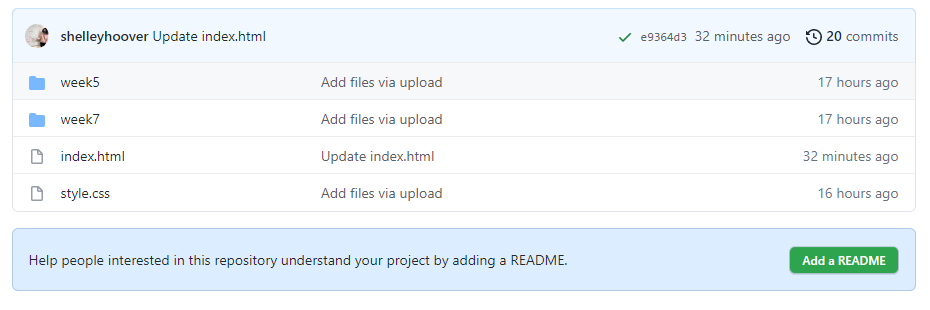 shelleyhoover Update index.html e9364d3 32 minutes ago 20 commits
week5 Add files via upload 17 hours ago
week7 Add files via upload 17 hours ago
index.html Update index.html 32 minutes ago
style.css Add files via upload 16 hours ago
Help people interested in this repository understand your project by adding a README. Add a README